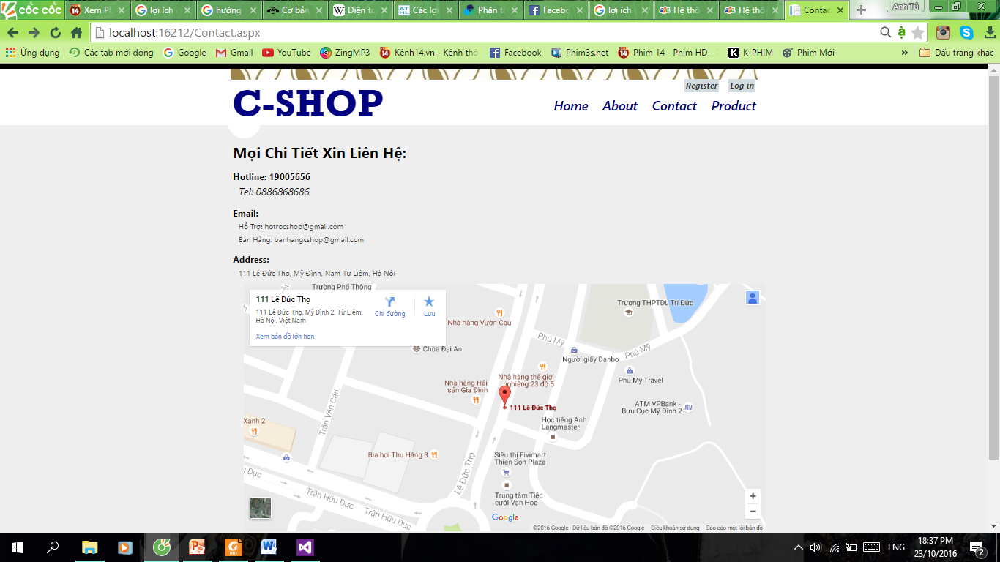 cốc cốc
Xem P
lợi ích
hướng
Cơ bản
Điện to
Các lợi
Phân t
Facebo
lợi ích
Hệ thố
Hệ thố
Contac
Anh Tú
localhost:16212/Contact.aspx
Ứng dụng
Các tab mới đóng
Google
Gmail
YouTube
ZingMP3
Kênh14.vn - Kênh thô
Facebook
Phim3s.net
Phim 14 - Phim HD -
K-PHIM
Phim Mới
»
Dấu trang khác
Register Log in
C-SHOP
Home About Contact Product
Mọi Chi Tiết Xin Liên Hệ:
Hotline: 19005656
Tel: 0886868686
Email:
Hỗ Trợ: hotrocshop@gmail.com
Bán Hàng: banhangcshop@gmail.com
Address:
111 Lê Đức Thọ, Mỹ Đình, Nam Từ Liêm, Hà Nội
Trường Phổ Thông
111 Lê Đức Thọ
111 Lê Đức Thọ, Mỹ Đình 2, Từ Liêm,
Hà Nội, Việt Nam
Xem bản đồ lớn hơn
Chỉ đường
Lưu
Trường THPTDL Trí Đức
Nhà hàng Vườn Cau
Chùa Đại An
Phú Mỹ
Phú Mỹ
Người giấy Danbo
Phú Mỹ Travel
Nhà hàng thế giới
nghiêng 23 độ 5
Nhà hàng Hải
sản Gia Đình
111 Lê Đức Thọ
ATM VPBank -
Bưu Cục Mỹ Đình 2
ATM
Trần Văn Cẩn
Xanh 2
Học tiếng Anh
Langmaster
Bia hơi Thu Hằng 3
Siêu thị Fivimart
Thien Son Plaza
Lê Đức Thọ
Hữu Dực
Trần Hữu Dực
Trần Hữu Dực
Trung tâm Tiệc
cưới Vạn Hoa
Google
©2016 Google - Dữ liệu bản đồ ©2016 Google
Điều khoản sử dụng
Báo cáo một lỗi bản đồ
ENG
18:37 PM
23/10/2016
2